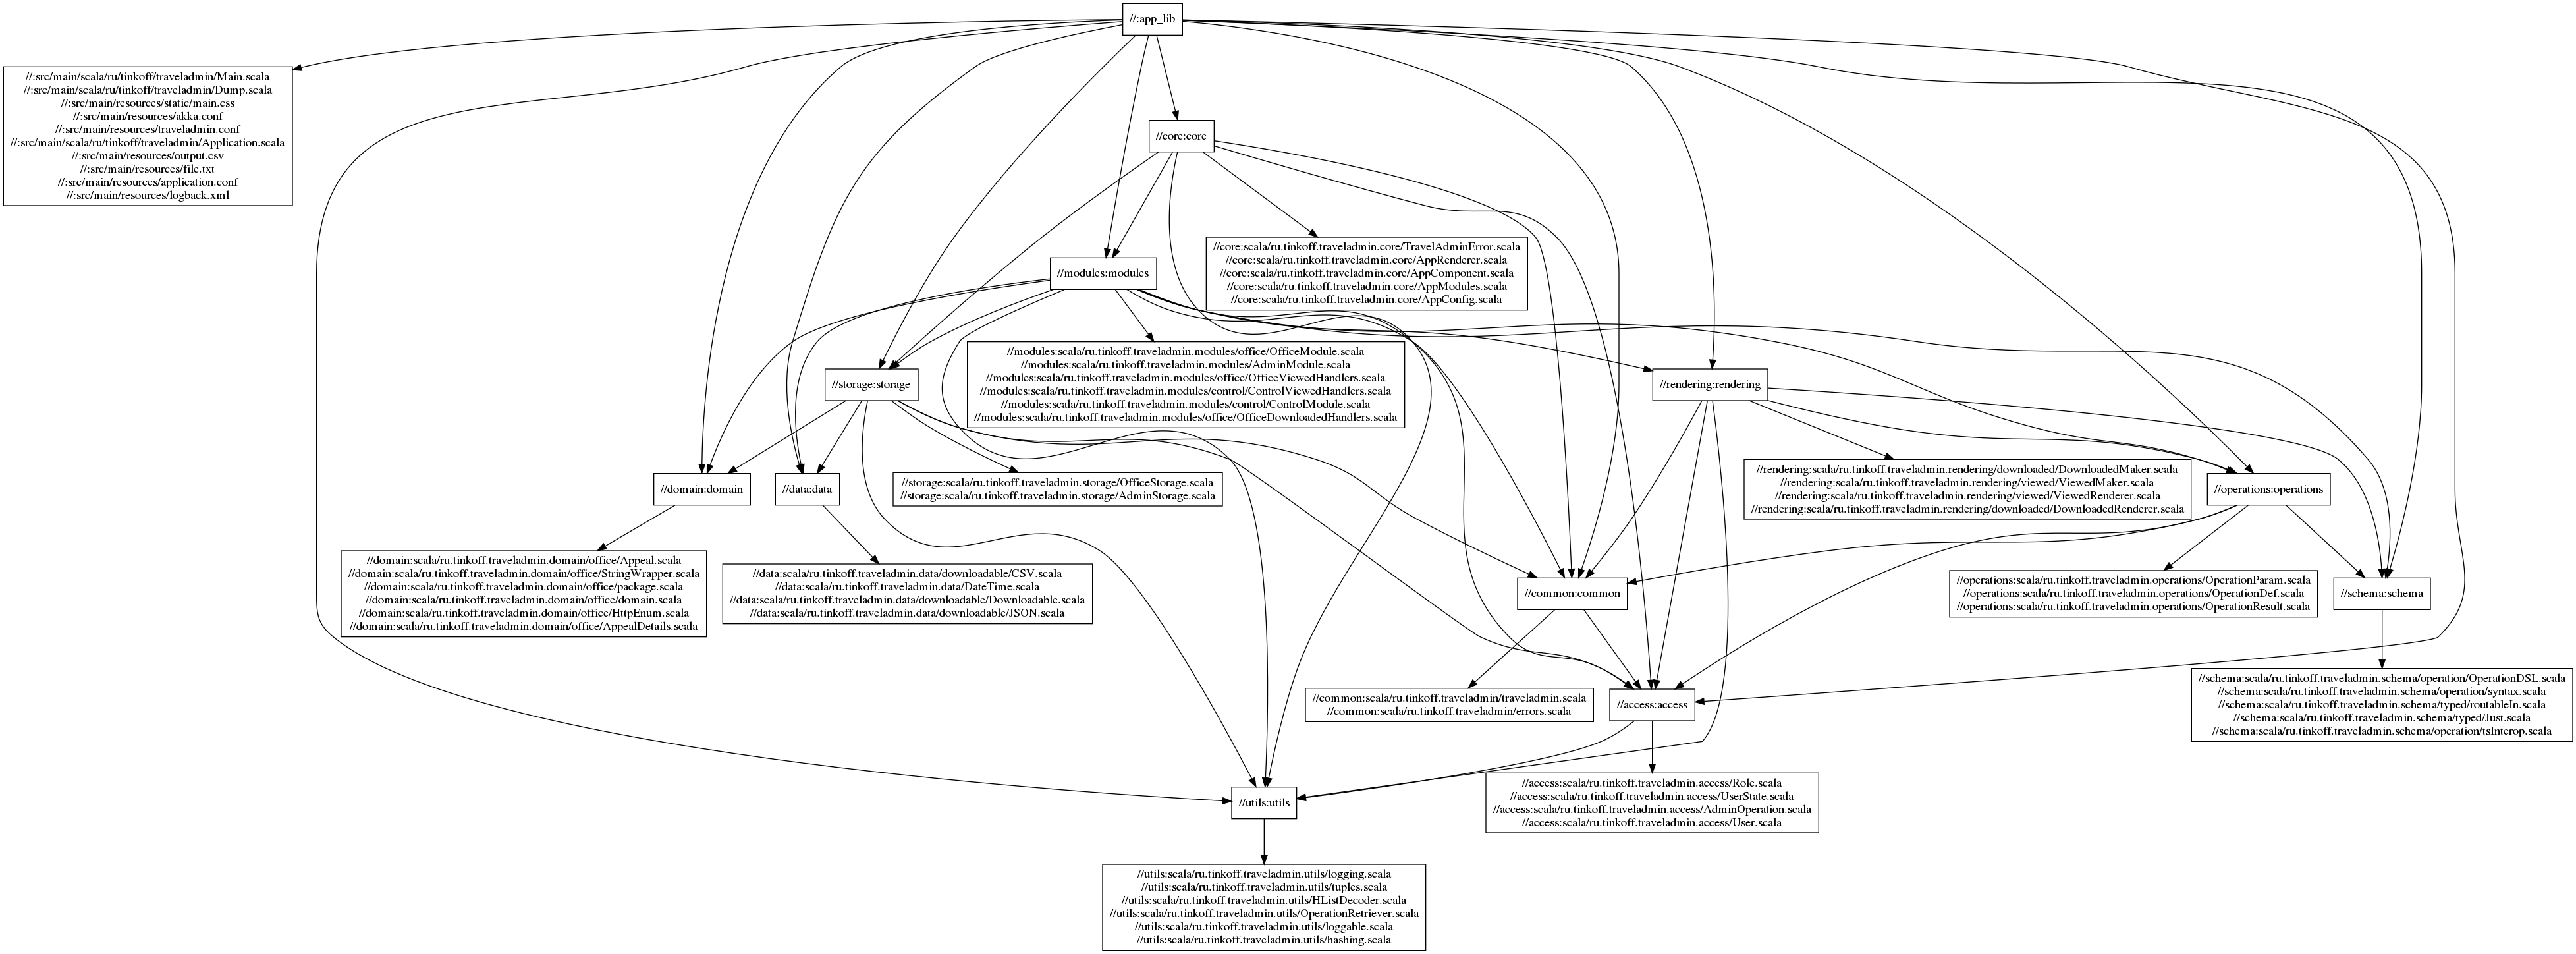 //:app_lib
//:src/main/scala/ru/tinkoff/traveladmin/Main.scala
//:src/main/scala/ru/tinkoff/traveladmin/Dump.scala
//:src/main/resources/static/main.css
//:src/main/resources/akka.conf
//:src/main/resources/traveladmin.conf
//:src/main/scala/ru/tinkoff/traveladmin/Application.scala
//:src/main/resources/output.csv
//:src/main/resources/file.txt
//:src/main/resources/application.conf
//:src/main/resources/logback.xml
//core:core
//core:scala/ru.tinkoff.traveladmin.core/TravelAdminError.scala
//core:scala/ru.tinkoff.traveladmin.core/AppRenderer.scala
//core:scala/ru.tinkoff.traveladmin.core/AppComponent.scala
//core:scala/ru.tinkoff.traveladmin.core/AppModules.scala
//core:scala/ru.tinkoff.traveladmin.core/AppConfig.scala
//modules:modules
//modules:scala/ru.tinkoff.traveladmin.modules/office/OfficeModule.scala
//modules:scala/ru.tinkoff.traveladmin.modules/AdminModule.scala
//modules:scala/ru.tinkoff.traveladmin.modules/office/OfficeViewedHandlers.scala
//modules:scala/ru.tinkoff.traveladmin.modules/control/ControlViewedHandlers.scala
//modules:scala/ru.tinkoff.traveladmin.modules/control/ControlModule.scala
//modules:scala/ru.tinkoff.traveladmin.modules/office/OfficeDownloadedHandlers.scala
//storage:storage
//rendering:rendering
//domain:domain
//data:data
//storage:scala/ru.tinkoff.traveladmin.storage/OfficeStorage.scala
//storage:scala/ru.tinkoff.traveladmin.storage/AdminStorage.scala
//rendering:scala/ru.tinkoff.traveladmin.rendering/downloaded/DownloadedMaker.scala
//rendering:scala/ru.tinkoff.traveladmin.rendering/viewed/ViewedMaker.scala
//rendering:scala/ru.tinkoff.traveladmin.rendering/viewed/ViewedRenderer.scala
//rendering:scala/ru.tinkoff.traveladmin.rendering/downloaded/DownloadedRenderer.scala
//operations:operations
//domain:scala/ru.tinkoff.traveladmin.domain/office/Appeal.scala
//domain:scala/ru.tinkoff.traveladmin.domain/office/StringWrapper.scala
//domain:scala/ru.tinkoff.traveladmin.domain/office/package.scala
//domain:scala/ru.tinkoff.traveladmin.domain/office/domain.scala
//domain:scala/ru.tinkoff.traveladmin.domain/office/HttpEnum.scala
//domain:scala/ru.tinkoff.traveladmin.domain/office/AppealDetails.scala
//data:scala/ru.tinkoff.traveladmin.data/downloadable/CSV.scala
//data:scala/ru.tinkoff.traveladmin.data/DateTime.scala
//data:scala/ru.tinkoff.traveladmin.data/downloadable/Downloadable.scala
//data:scala/ru.tinkoff.traveladmin.data/downloadable/JSON.scala
//common:common
//operations:scala/ru.tinkoff.traveladmin.operations/OperationParam.scala
//operations:scala/ru.tinkoff.traveladmin.operations/OperationDef.scala
//operations:scala/ru.tinkoff.traveladmin.operations/OperationResult.scala
//schema:schema
//common:scala/ru.tinkoff.traveladmin/traveladmin.scala
//common:scala/ru.tinkoff.traveladmin/errors.scala
//access:access
//schema:scala/ru.tinkoff.traveladmin.schema/operation/OperationDSL.scala
//schema:scala/ru.tinkoff.traveladmin.schema/operation/syntax.scala
//schema:scala/ru.tinkoff.traveladmin.schema/typed/routableIn.scala
//schema:scala/ru.tinkoff.traveladmin.schema/typed/Just.scala
//schema:scala/ru.tinkoff.traveladmin.schema/operation/tsInterop.scala
//utils:utils
//access:scala/ru.tinkoff.traveladmin.access/Role.scala
//access:scala/ru.tinkoff.traveladmin.access/UserState.scala
//access:scala/ru.tinkoff.traveladmin.access/AdminOperation.scala
//access:scala/ru.tinkoff.traveladmin.access/User.scala
//utils:scala/ru.tinkoff.traveladmin.utils/logging.scala
//utils:scala/ru.tinkoff.traveladmin.utils/tuples.scala
//utils:scala/ru.tinkoff.traveladmin.utils/HListDecoder.scala
//utils:scala/ru.tinkoff.traveladmin.utils/OperationRetriever.scala
//utils:scala/ru.tinkoff.traveladmin.utils/loggable.scala
//utils:scala/ru.tinkoff.traveladmin.utils/hashing.scala